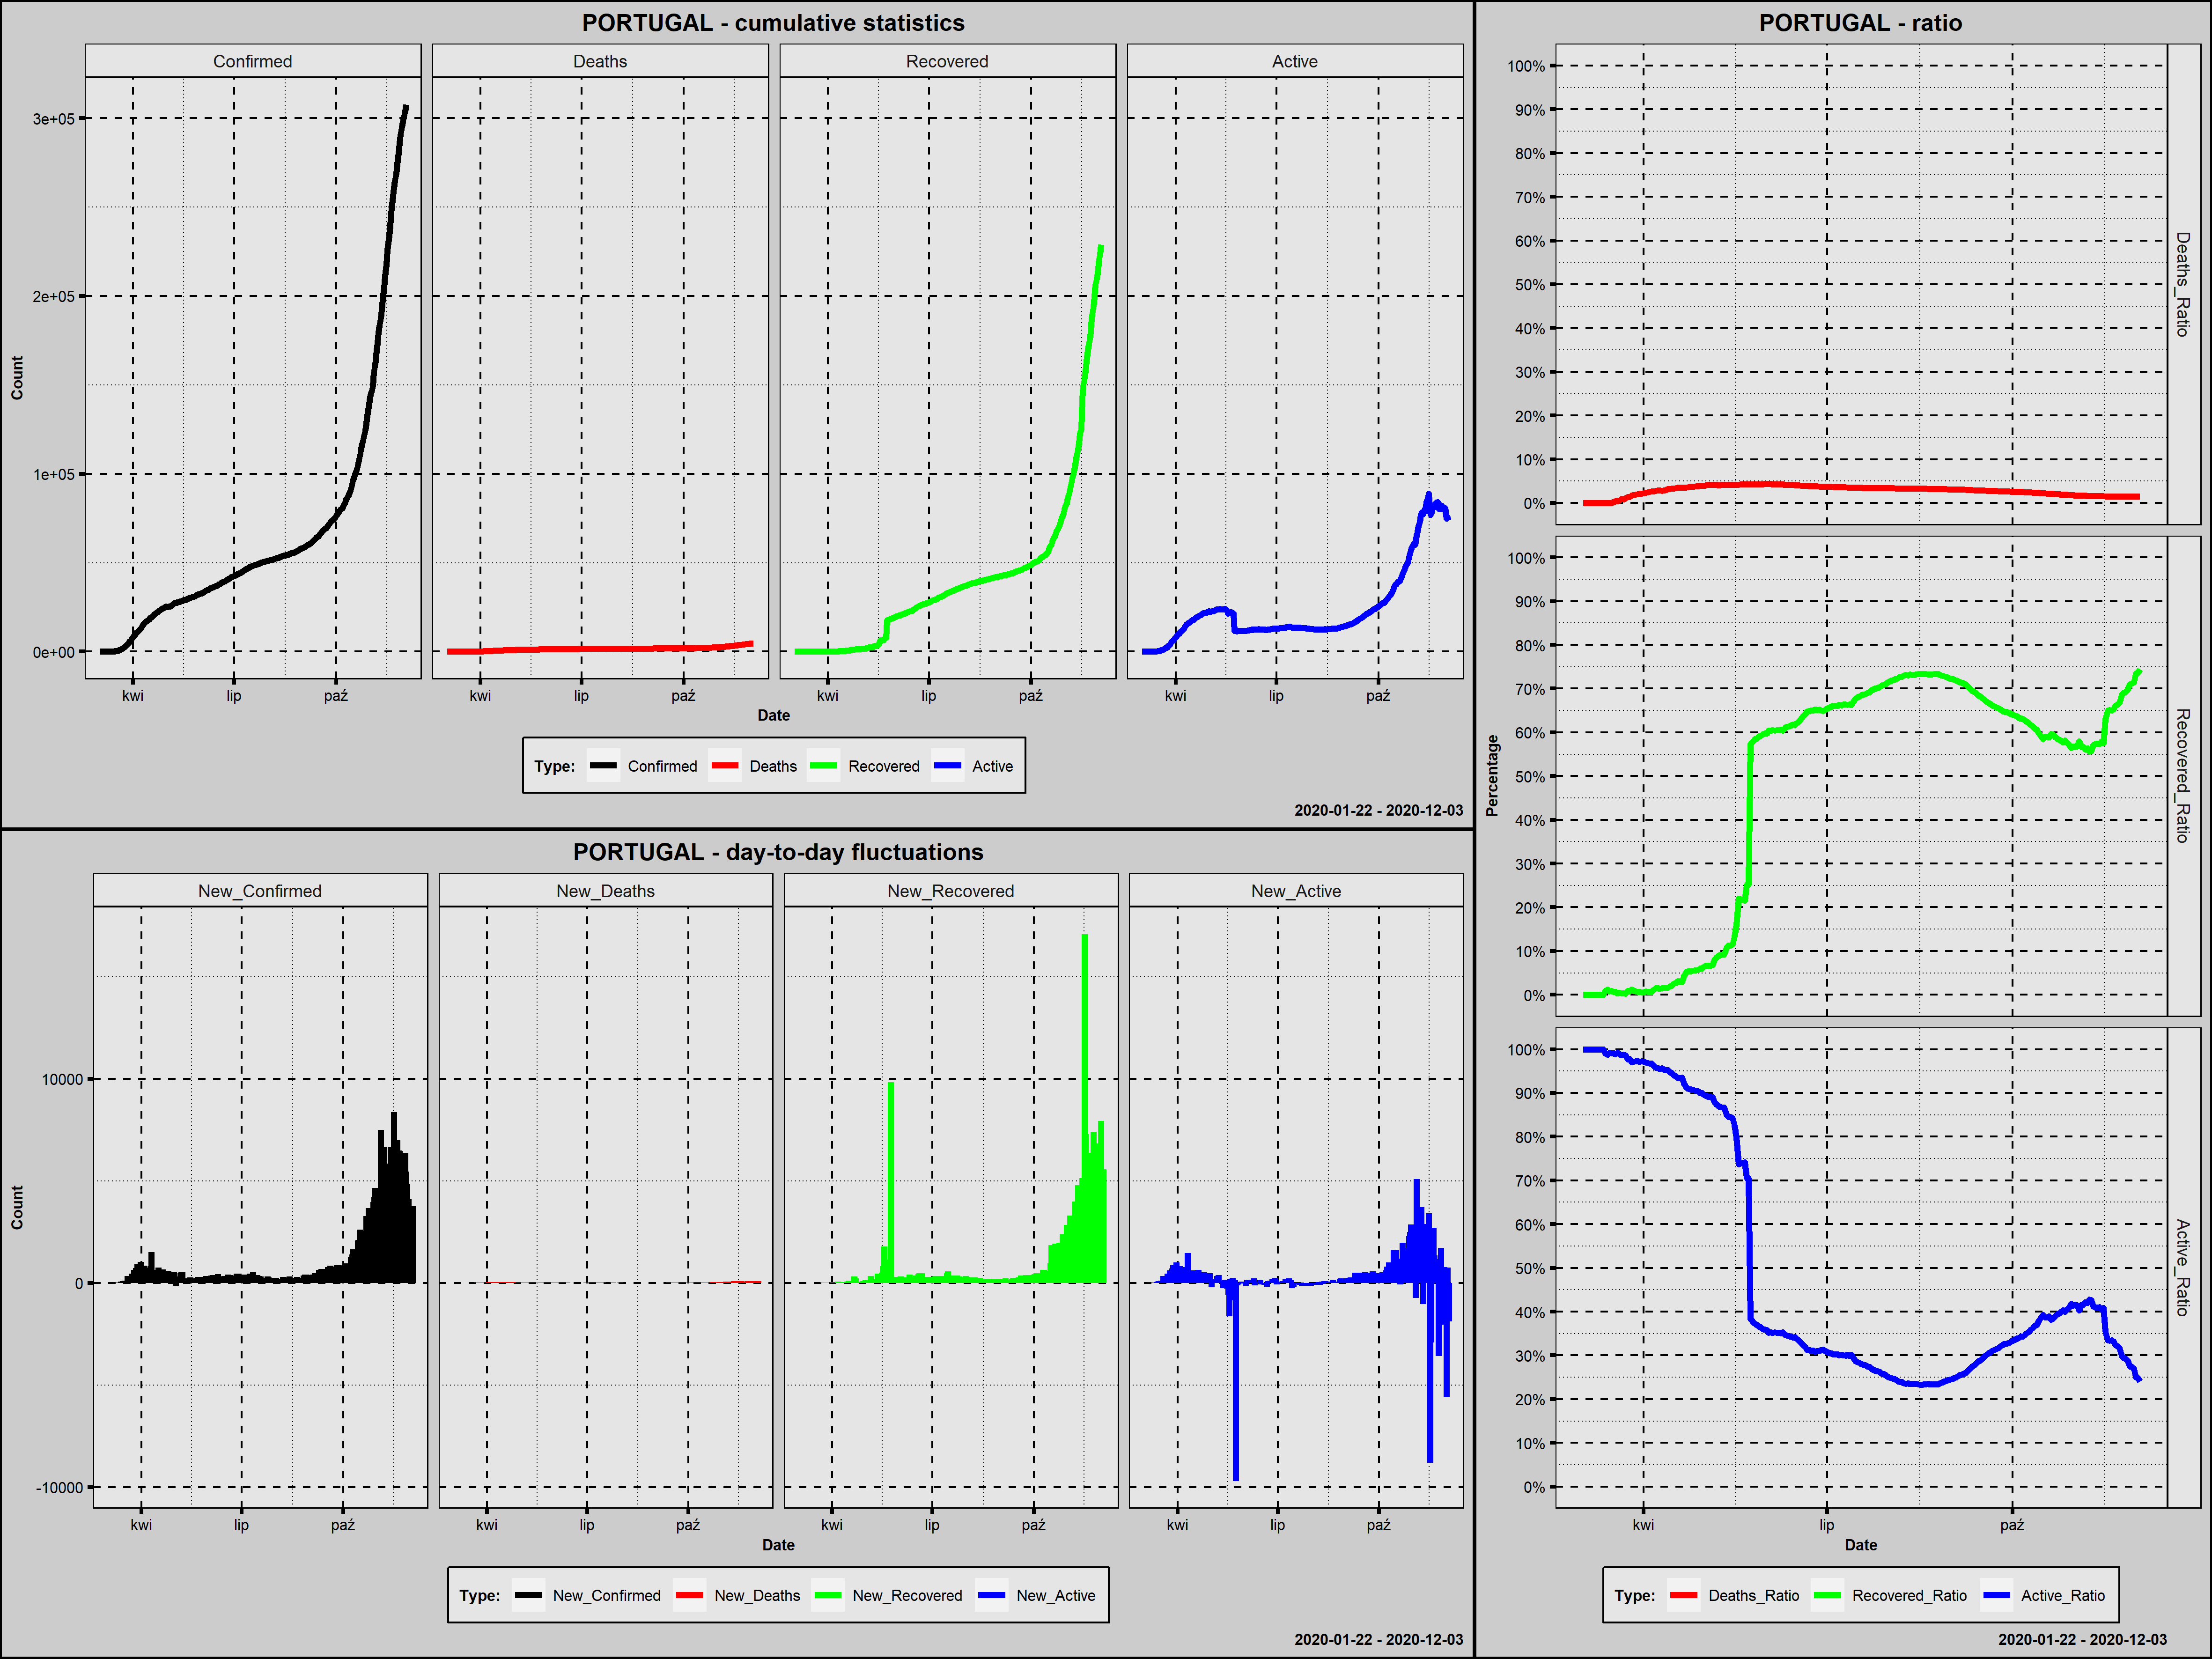 PORTUGAL - cumulative statistics
Confirmed Deaths Recovered Active
Count
3e+05
2e+05
1e+05
0e+00
kwi lip paź kwi lip paź kwi lip paź kwi lip paź
Date
Type: Confirmed Deaths Recovered Active
2020-01-22 - 2020-12-03
PORTUGAL - day-to-day fluctuations
New_Confirmed New_Deaths New_Recovered New_Active
Count
10000
0
-10000
kwi lip paź kwi lip paź kwi lip paź kwi lip paź
Date
Type: New_Confirmed New_Deaths New_Recovered New_Active
2020-01-22 - 2020-12-03
PORTUGAL - ratio
Percentage
100%
90%
80%
70%
60%
50%
40%
30%
20%
10%
0%
Deaths_Ratio
100%
90%
80%
70%
60%
50%
40%
30%
20%
10%
0%
Recovered_Ratio
100%
90%
80%
70%
60%
50%
40%
30%
20%
10%
0%
Active_Ratio
kwi lip paź
Date
Type: Deaths_Ratio Recovered_Ratio Active_Ratio
2020-01-22 - 2020-12-03